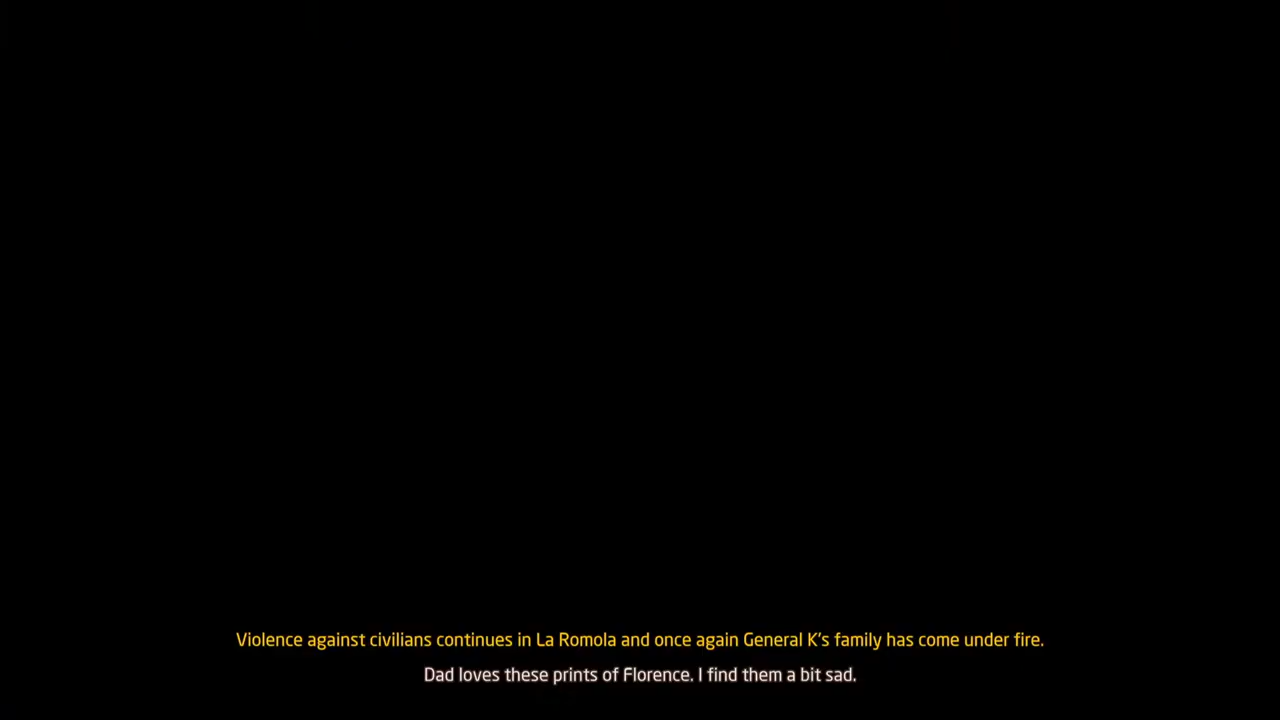 Violence against civilians continues in La Romola and once again General K's family has come under fire.
Dad loves these prints of Florence. I find them a bit sad.